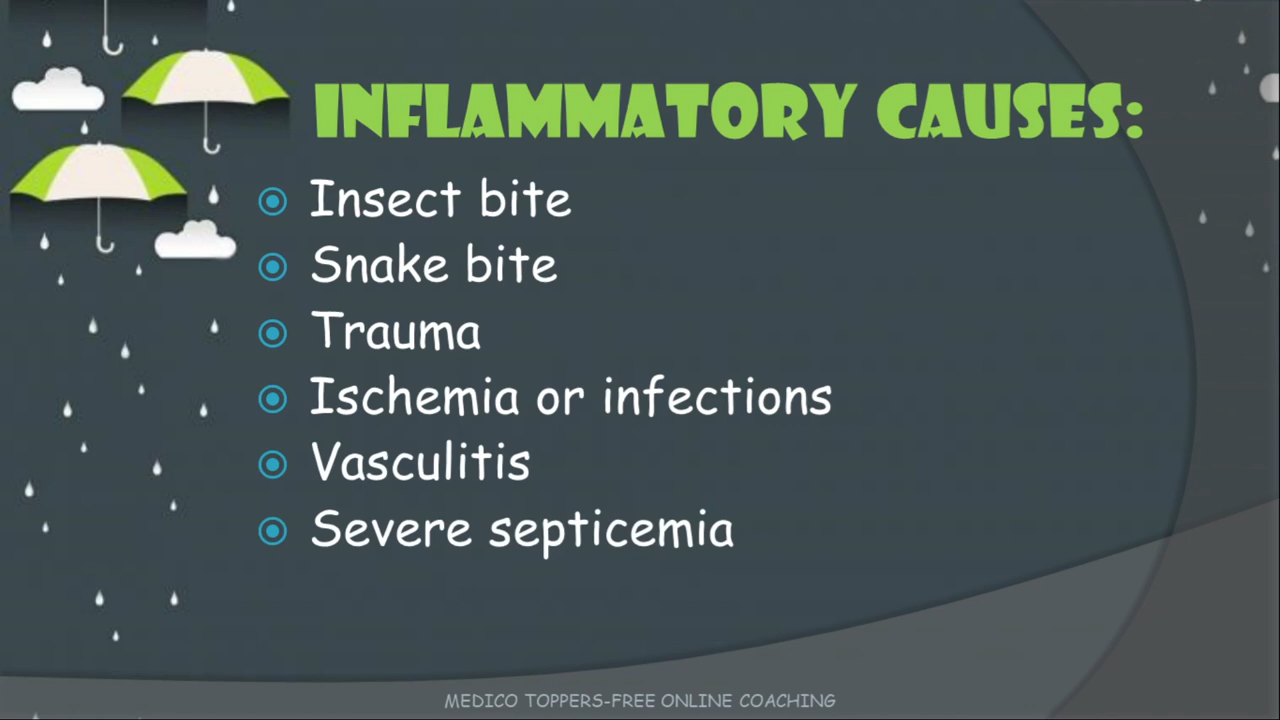 INFLAMMATORY CAUSES:
Insect bite
Snake bite
Trauma
Ischemia or infections
Vasculitis
Severe septicemia
MEDICO TOPPERS-FREE ONLINE COACHING